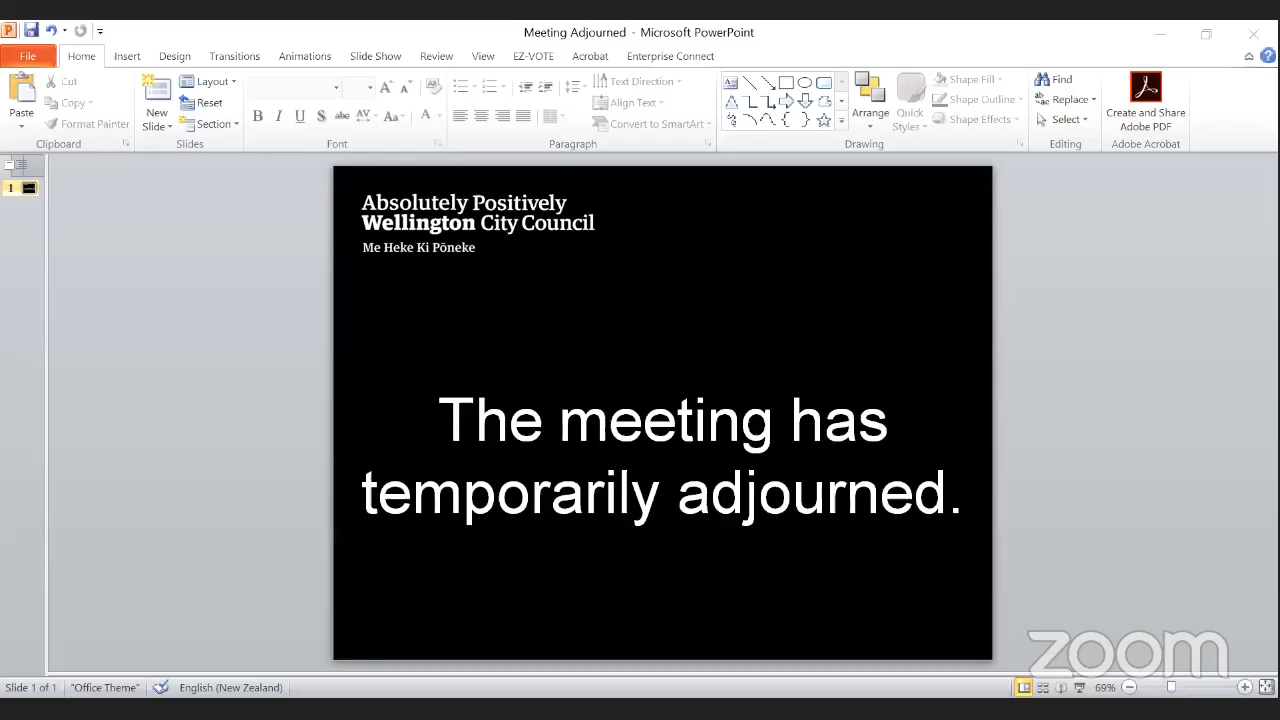 Meeting Adjourned - Microsoft PowerPoint
File Home Insert Design Transitions Animations Slide Show Review View EZ-VOTE Acrobat Enterprise Connect
Paste
Cut
Copy
Format Painter
Clipboard
New
Slide
Layout
Reset
Section
Slides
Font
Text Direction
Align Text
Convert to SmartArt
Paragraph
Arrange
Quick
Styles
Shape Fill
Shape Outline
Shape Effects
Drawing
Find
Replace
Select
Editing
Create and Share
Adobe PDF
Adobe Acrobat
1
Absolutely Positively
Wellington City Council
Me Heke Ki Pōneke
The meeting has
temporarily adjourned.
zoom
Slide 1 of 1 "Office Theme" English (New Zealand) 69%